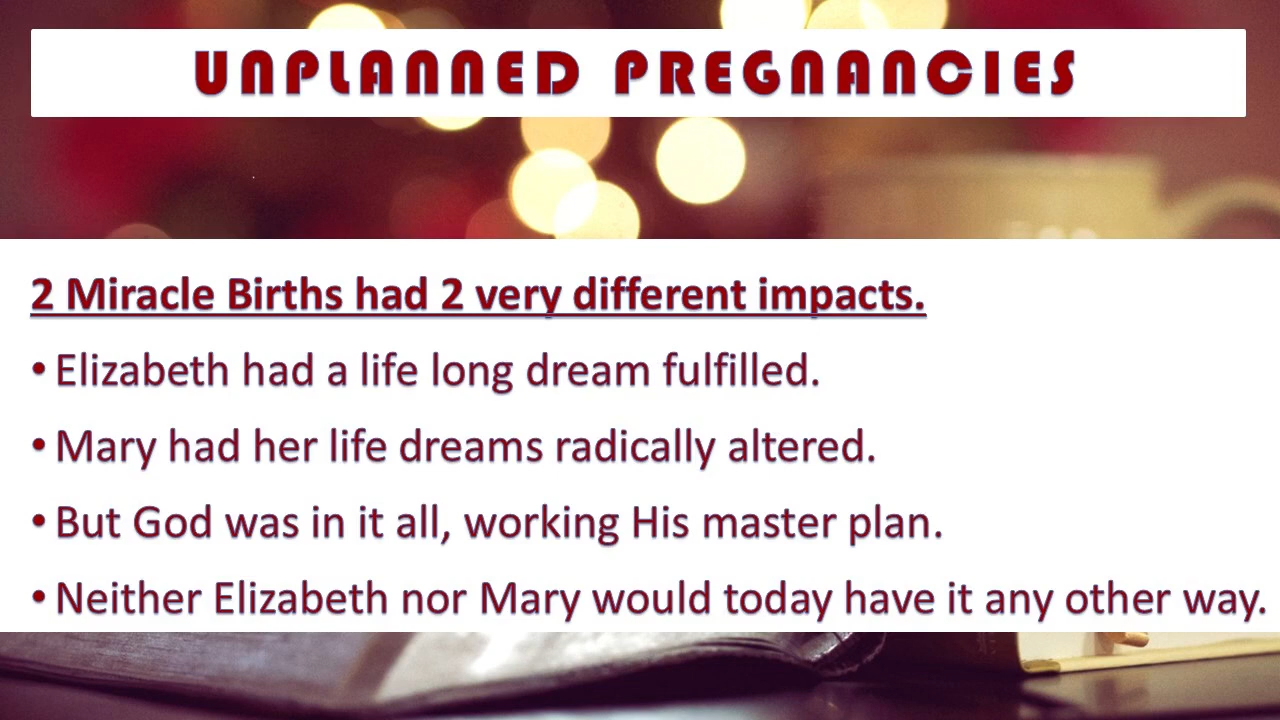 UNPLANNED PREGNANCIES
2 Miracle Births had 2 very different impacts.
• Elizabeth had a life long dream fulfilled.
• Mary had her life dreams radically altered.
• But God was in it all, working His master plan.
• Neither Elizabeth nor Mary would today have it any other way.